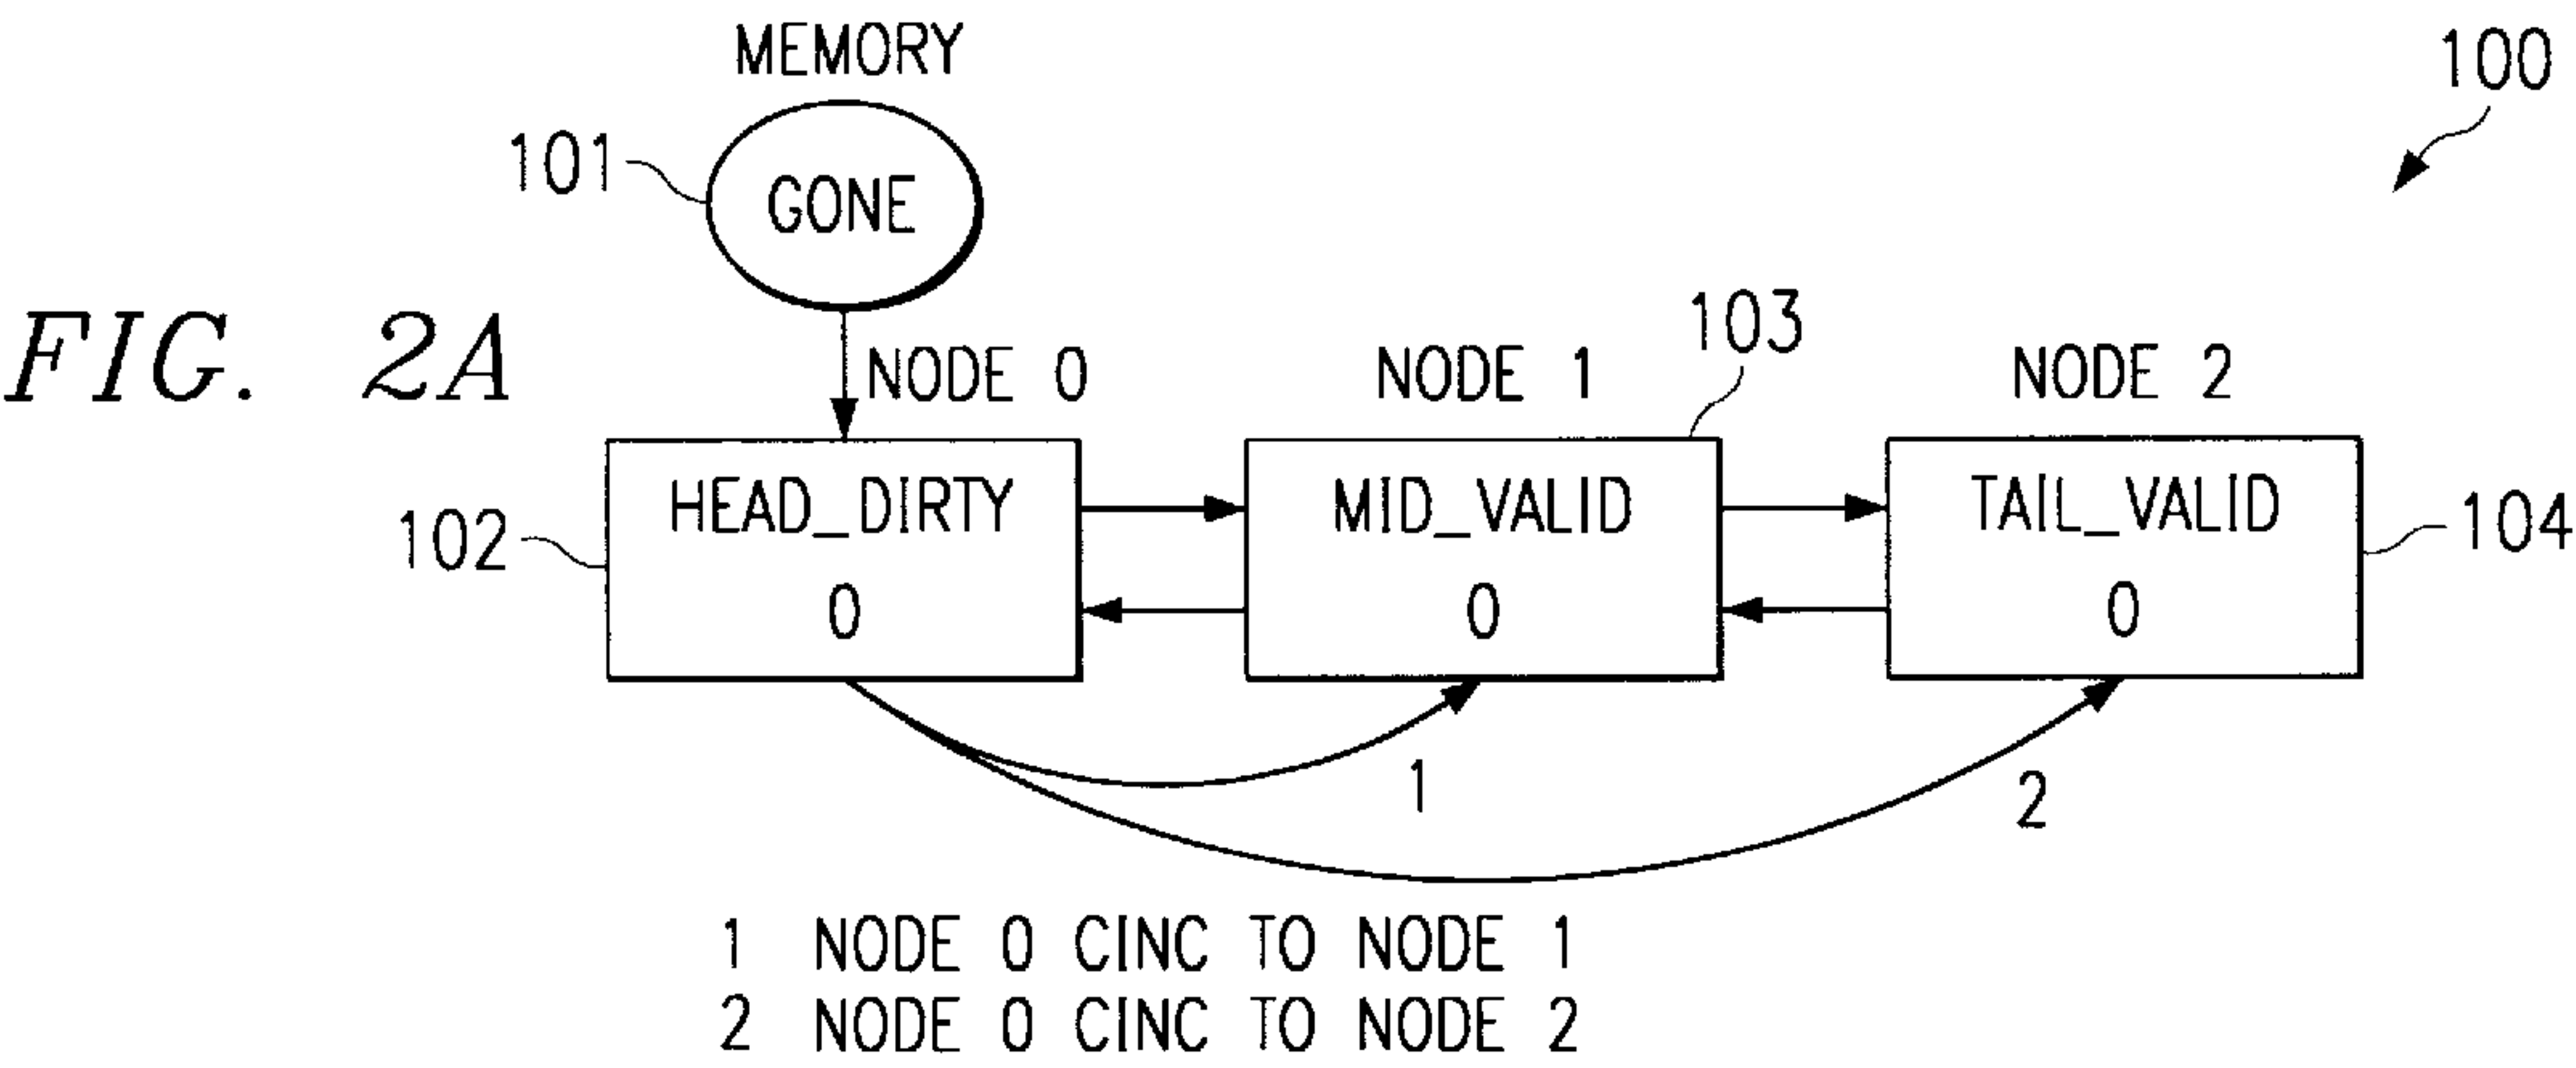 MEMORY
100
101
GONE
FIG. 2A
NODE 0
NODE 1
103
NODE 2
HEAD_DIRTY
MID_VALID
TAIL_VALID
102
104
0
0
0
1
2
1 NODE 0 CINC TO NODE 1
2 NODE 0 CINC TO NODE 2